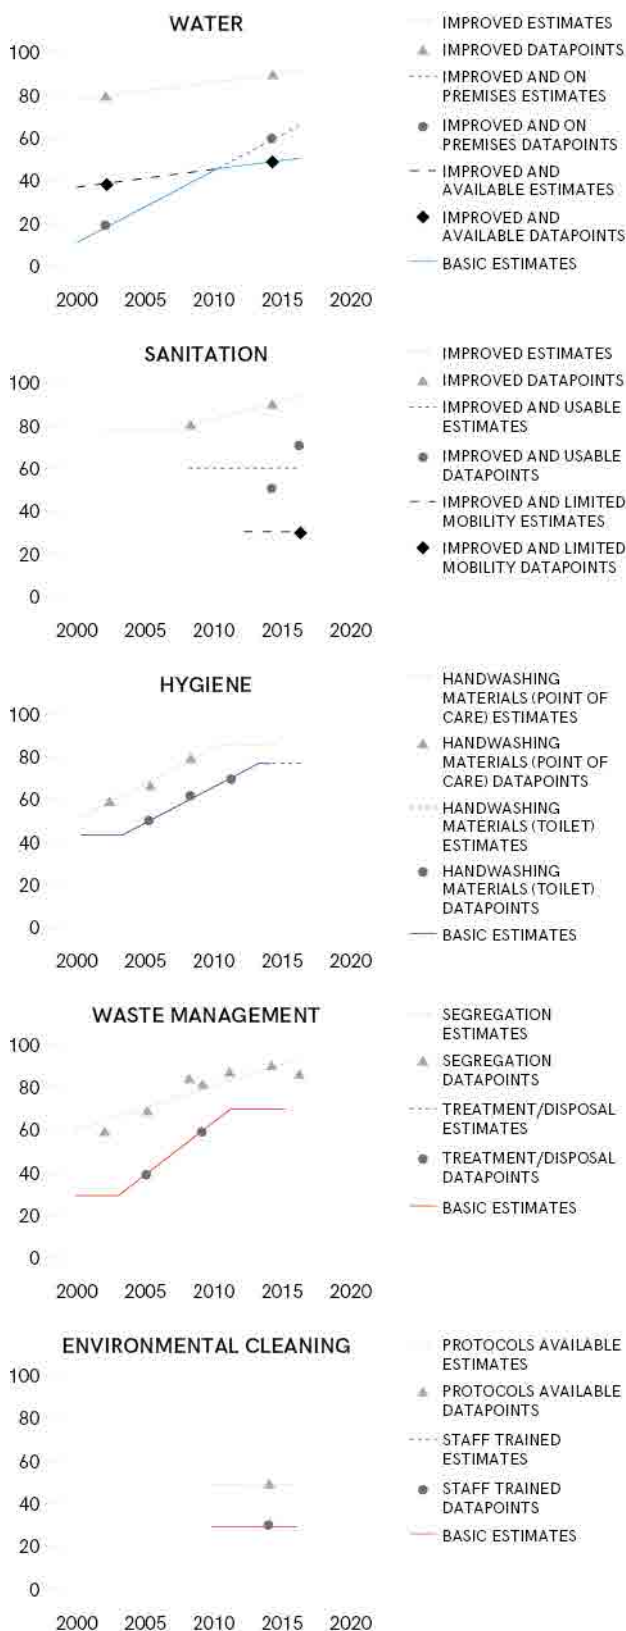 WATER
100
80
60
40
20
0
2000 2005 2010 2015 2020
IMPROVED ESTIMATES
IMPROVED DATAPOINTS
IMPROVED AND ON
PREMISES ESTIMATES
IMPROVED AND ON
PREMISES DATAPOINTS
IMPROVED AND
AVAILABLE ESTIMATES
IMPROVED AND
AVAILABLE DATAPOINTS
BASIC ESTIMATES
SANITATION
100
80
60
40
20
0
2000 2005 2010 2015 2020
IMPROVED ESTIMATES
IMPROVED DATAPOINTS
IMPROVED AND USABLE
ESTIMATES
IMPROVED AND USABLE
DATAPOINTS
IMPROVED AND LIMITED
MOBILITY ESTIMATES
IMPROVED AND LIMITED
MOBILITY DATAPOINTS
HYGIENE
100
80
60
40
20
0
2000 2005 2010 2015 2020
HANDWASHING
MATERIALS (POINT OF
CARE) ESTIMATES
HANDWASHING
MATERIALS (POINT OF
CARE) DATAPOINTS
HANDWASHING
MATERIALS (TOILET)
ESTIMATES
HANDWASHING
MATERIALS (TOILET)
DATAPOINTS
BASIC ESTIMATES
WASTE MANAGEMENT
100
80
60
40
20
0
2000 2005 2010 2015 2020
SEGREGATION
ESTIMATES
SEGREGATION
DATAPOINTS
TREATMENT/DISPOSAL
ESTIMATES
TREATMENT/DISPOSAL
DATAPOINTS
BASIC ESTIMATES
ENVIRONMENTAL CLEANING
100
80
60
40
20
0
2000 2005 2010 2015 2020
PROTOCOLS AVAILABLE
ESTIMATES
PROTOCOLS AVAILABLE
DATAPOINTS
STAFF TRAINED
ESTIMATES
STAFF TRAINED
DATAPOINTS
BASIC ESTIMATES